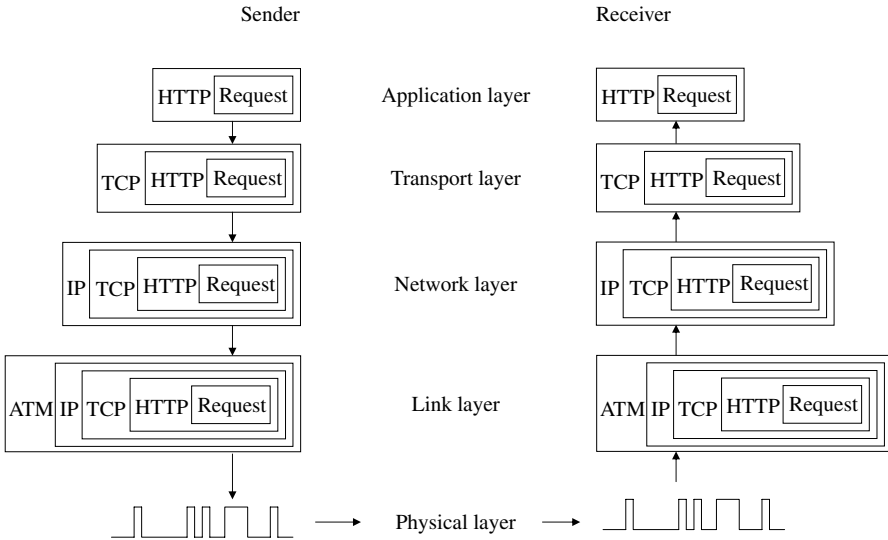 Sender Receiver
HTTP Request Application layer HTTP Request
TCP HTTP Request Transport layer TCP HTTP Request
IP TCP HTTP Request Network layer IP TCP HTTP Request
ATM IP TCP HTTP Request Link layer ATM IP TCP HTTP Request
Physical layer